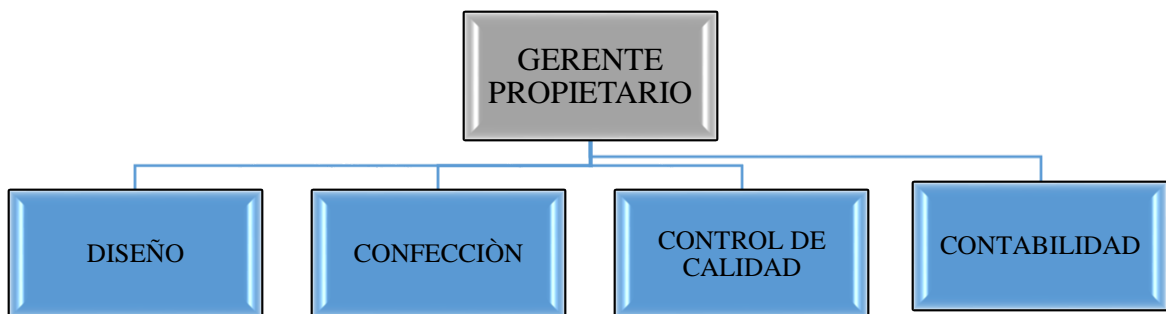 GERENTE
PROPIETARIO
DISEÑO
CONFECCIÒN
CONTROL DE
CALIDAD
CONTABILIDAD